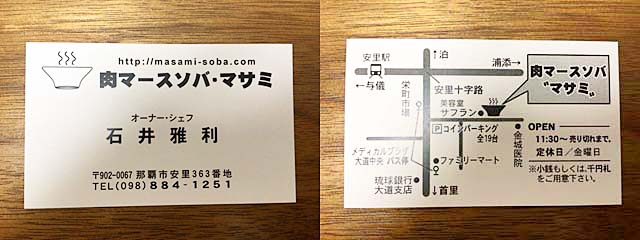 http://masami-soba.com
肉マースソバ・マサミ
オーナー・シェフ
石井雅利
〒902-0067 那覇市安里363番地
TEL(098)884-1251
安里駅
↑泊
浦添→
←与儀
安里十字路
栄町市場
美容室
サフラン
肉マースソバ
"マサミ"
P コインパーキング
全19台
金城医院
OPEN
11:30〜売り切れまで。
定休日/金曜日
メディカルプラザ
大道中央 バス停
ファミリーマート
琉球銀行
大道支店
↓首里
※小銭もしくは、千円札
をご用意下さい。